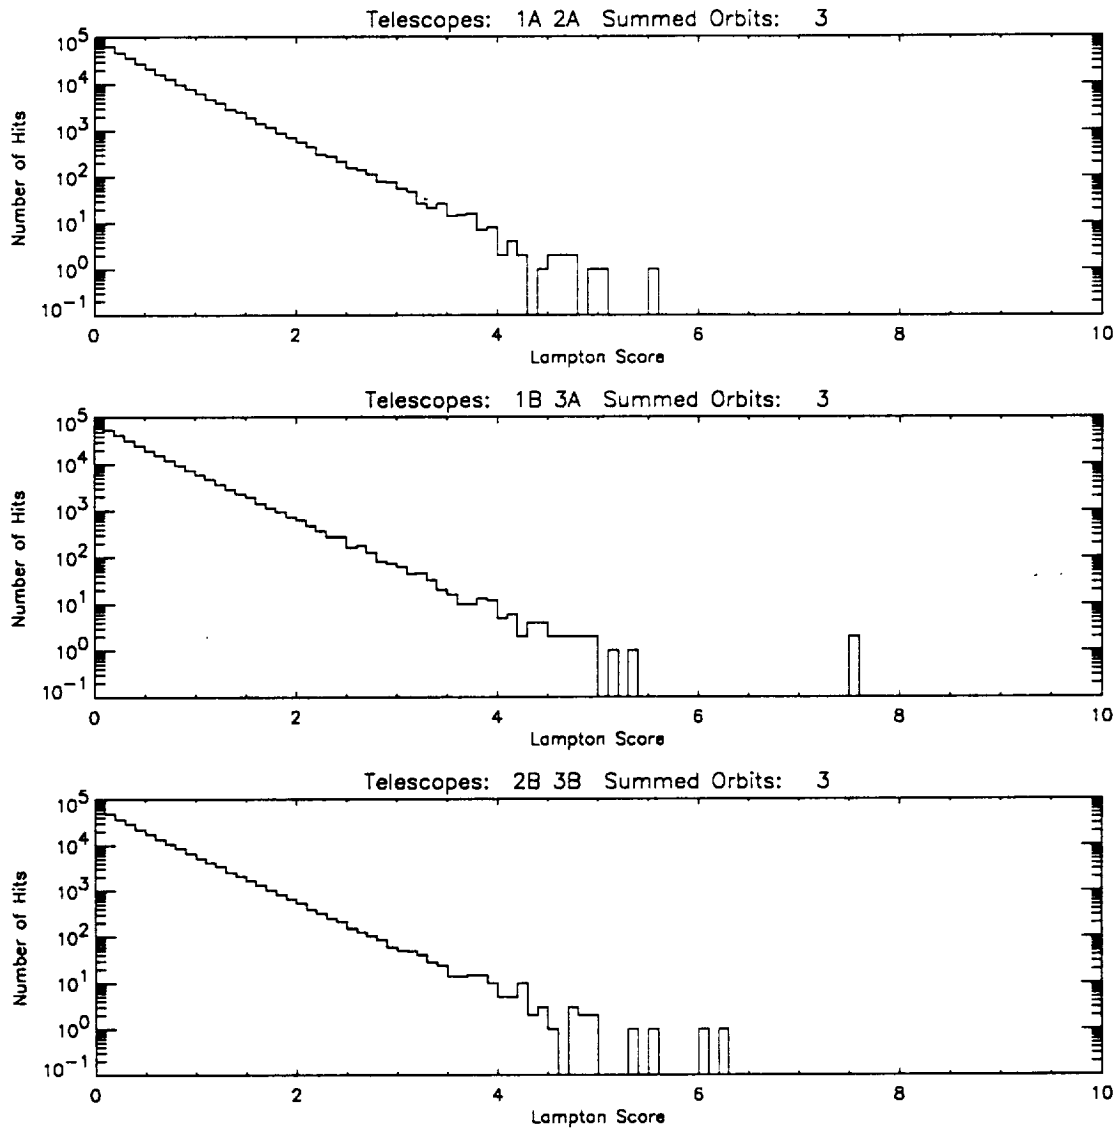 Telescopes: 1A 2A Summed Orbits: 3
10^5
10^4
10^3
10^2
10^1
10^0
10^-1
Number of Hits
0 2 4 6 8 10
Lampton Score
Telescopes: 1B 3A Summed Orbits: 3
10^5
10^4
10^3
10^2
10^1
10^0
10^-1
Number of Hits
0 2 4 6 8 10
Lampton Score
Telescopes: 2B 3B Summed Orbits: 3
10^5
10^4
10^3
10^2
10^1
10^0
10^-1
Number of Hits
0 2 4 6 8 10
Lampton Score